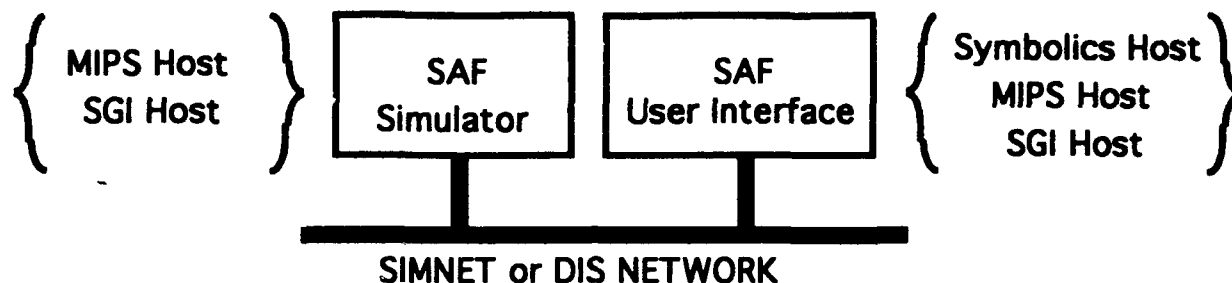 MIPS Host
SGI Host
SAF
Simulator
SAF
User Interface
Symbolics Host
MIPS Host
SGI Host
SIMNET or DIS NETWORK